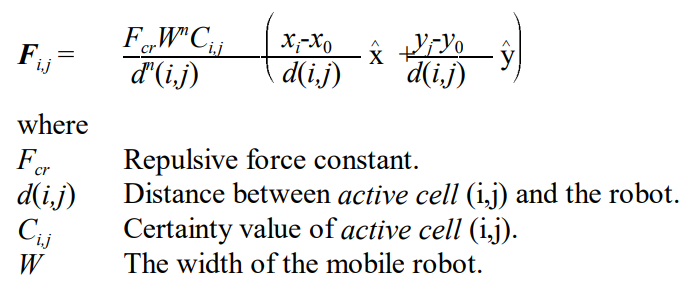 F_{i,j} = \frac{F_{cr}W^nC_{i,j}}{d^n(i,j)} \left( \frac{x_i-x_0}{d(i,j)} \hat{x} + \frac{y_j-y_0}{d(i,j)} \hat{y} \right)
where
F_{cr} Repulsive force constant.
d(i,j) Distance between active cell (i,j) and the robot.
C_{i,j} Certainty value of active cell (i,j).
W The width of the mobile robot.